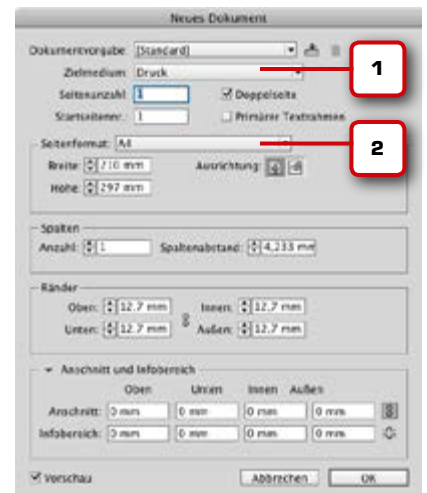 Neues Dokument
Dokumentvorgabe: [Standard]
Zielmedium: Druck
1
Seitenanzahl: 1 Doppelseite
Startseitennr.: 1 Primärer Textrahmen
Seitenformat: A4
2
Breite: 210 mm Ausrichtung:
Höhe: 297 mm
Spalten
Anzahl: 1 Spaltenabstand: 4,233 mm
Ränder
Oben: 12.7 mm Innen: 12.7 mm
Unten: 12.7 mm Außen: 12.7 mm
Anschnitt und Infobereich
Oben Unten Innen Außen
Anschnitt: 0 mm 0 mm 0 mm 0 mm
Infobereich: 0 mm 0 mm 0 mm 0 mm
Vorschau Abbrechen OK